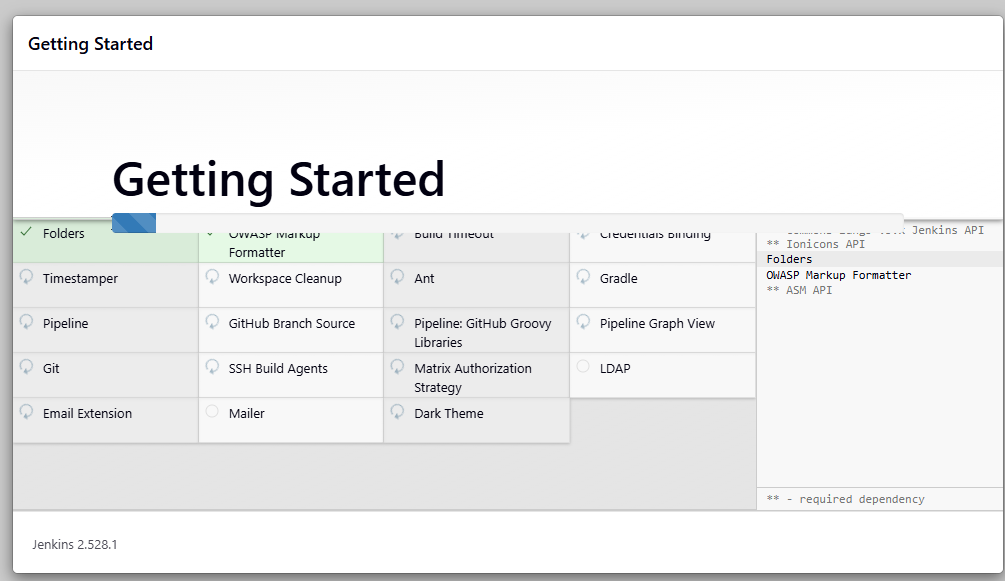 Getting Started
Getting Started
Folders
OWASP Markup
Formatter
Build Timeout
Credentials Binding
Timestamper
Workspace Cleanup
Ant
Gradle
Pipeline
GitHub Branch Source
Pipeline: GitHub Groovy
Libraries
Pipeline Graph View
Git
SSH Build Agents
Matrix Authorization
Strategy
LDAP
Email Extension
Mailer
Dark Theme
Jenkins API
** Ionicons API
Folders
OWASP Markup Formatter
** ASM API
** - required dependency
Jenkins 2.528.1